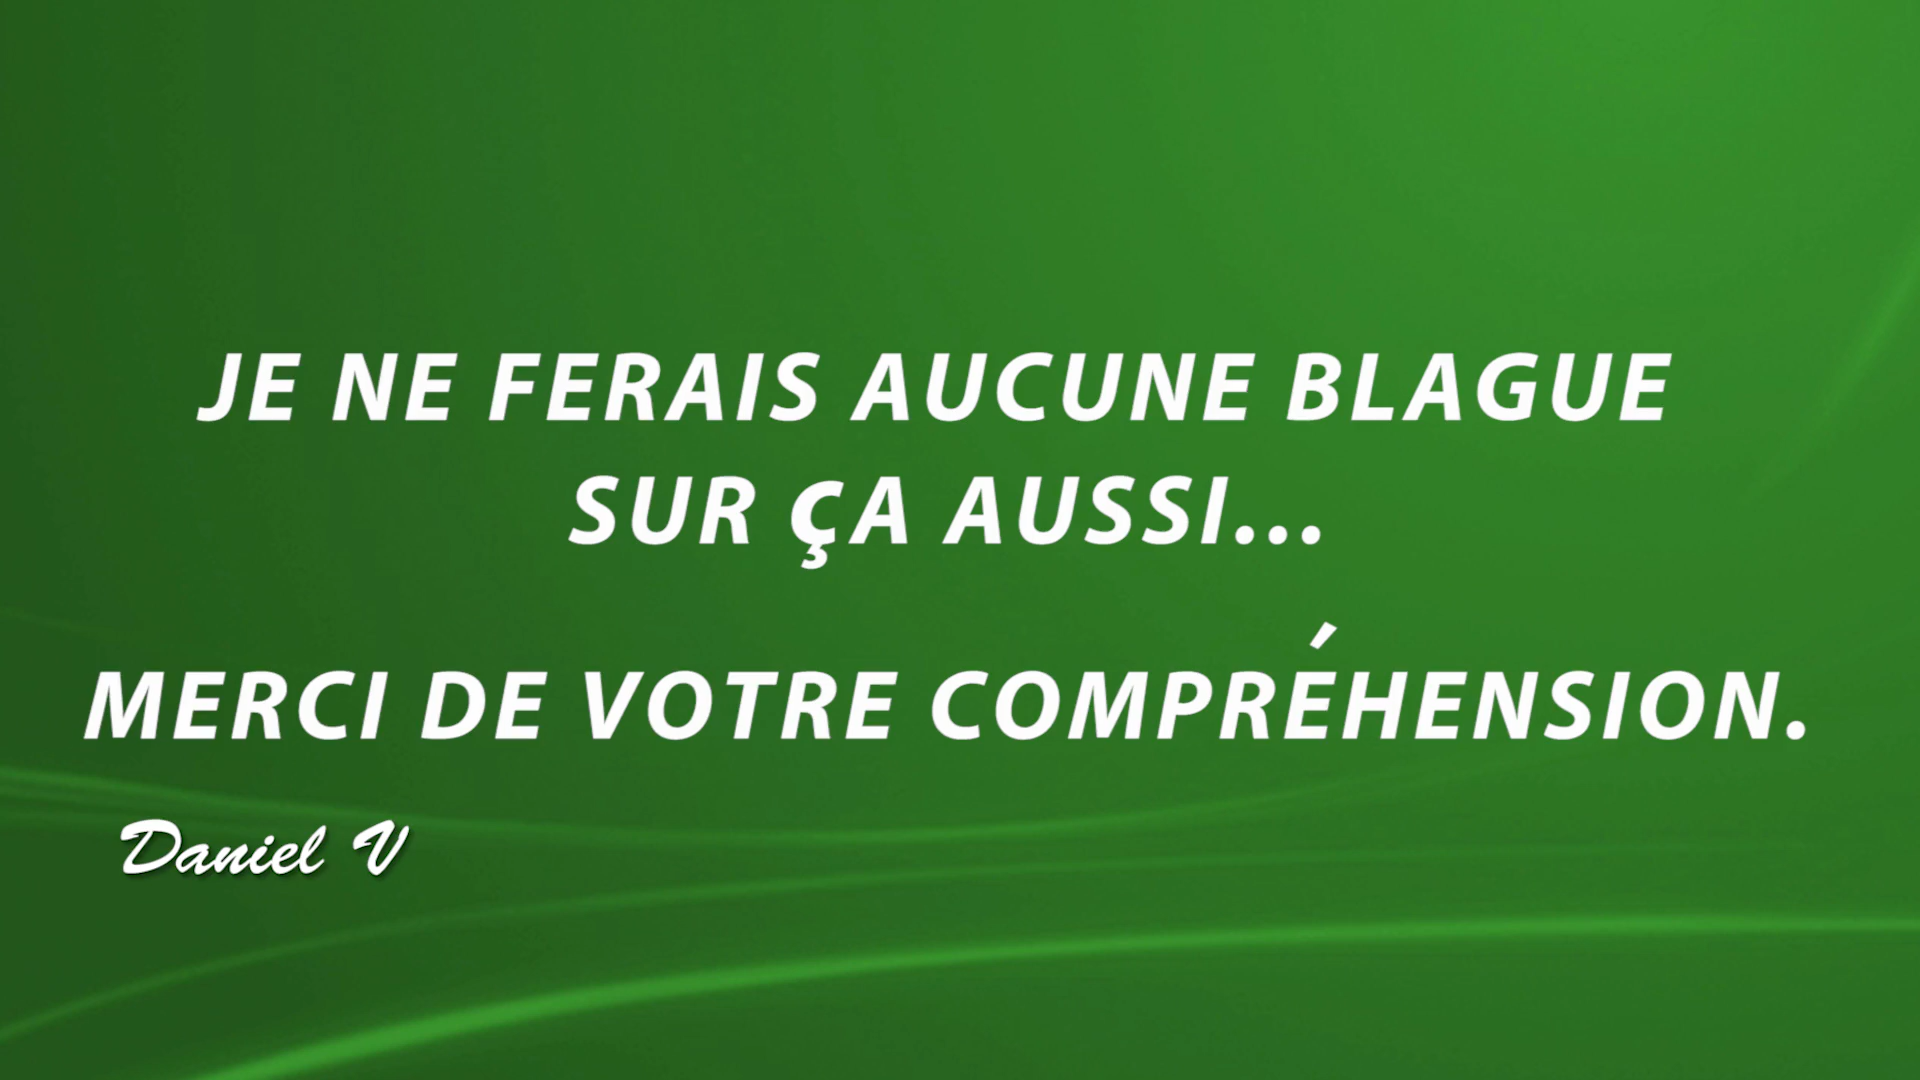 JE NE FERAIS AUCUNE BLAGUE
SUR ÇA AUSSI...
MERCI DE VOTRE COMPRÉHENSION.
Daniel V